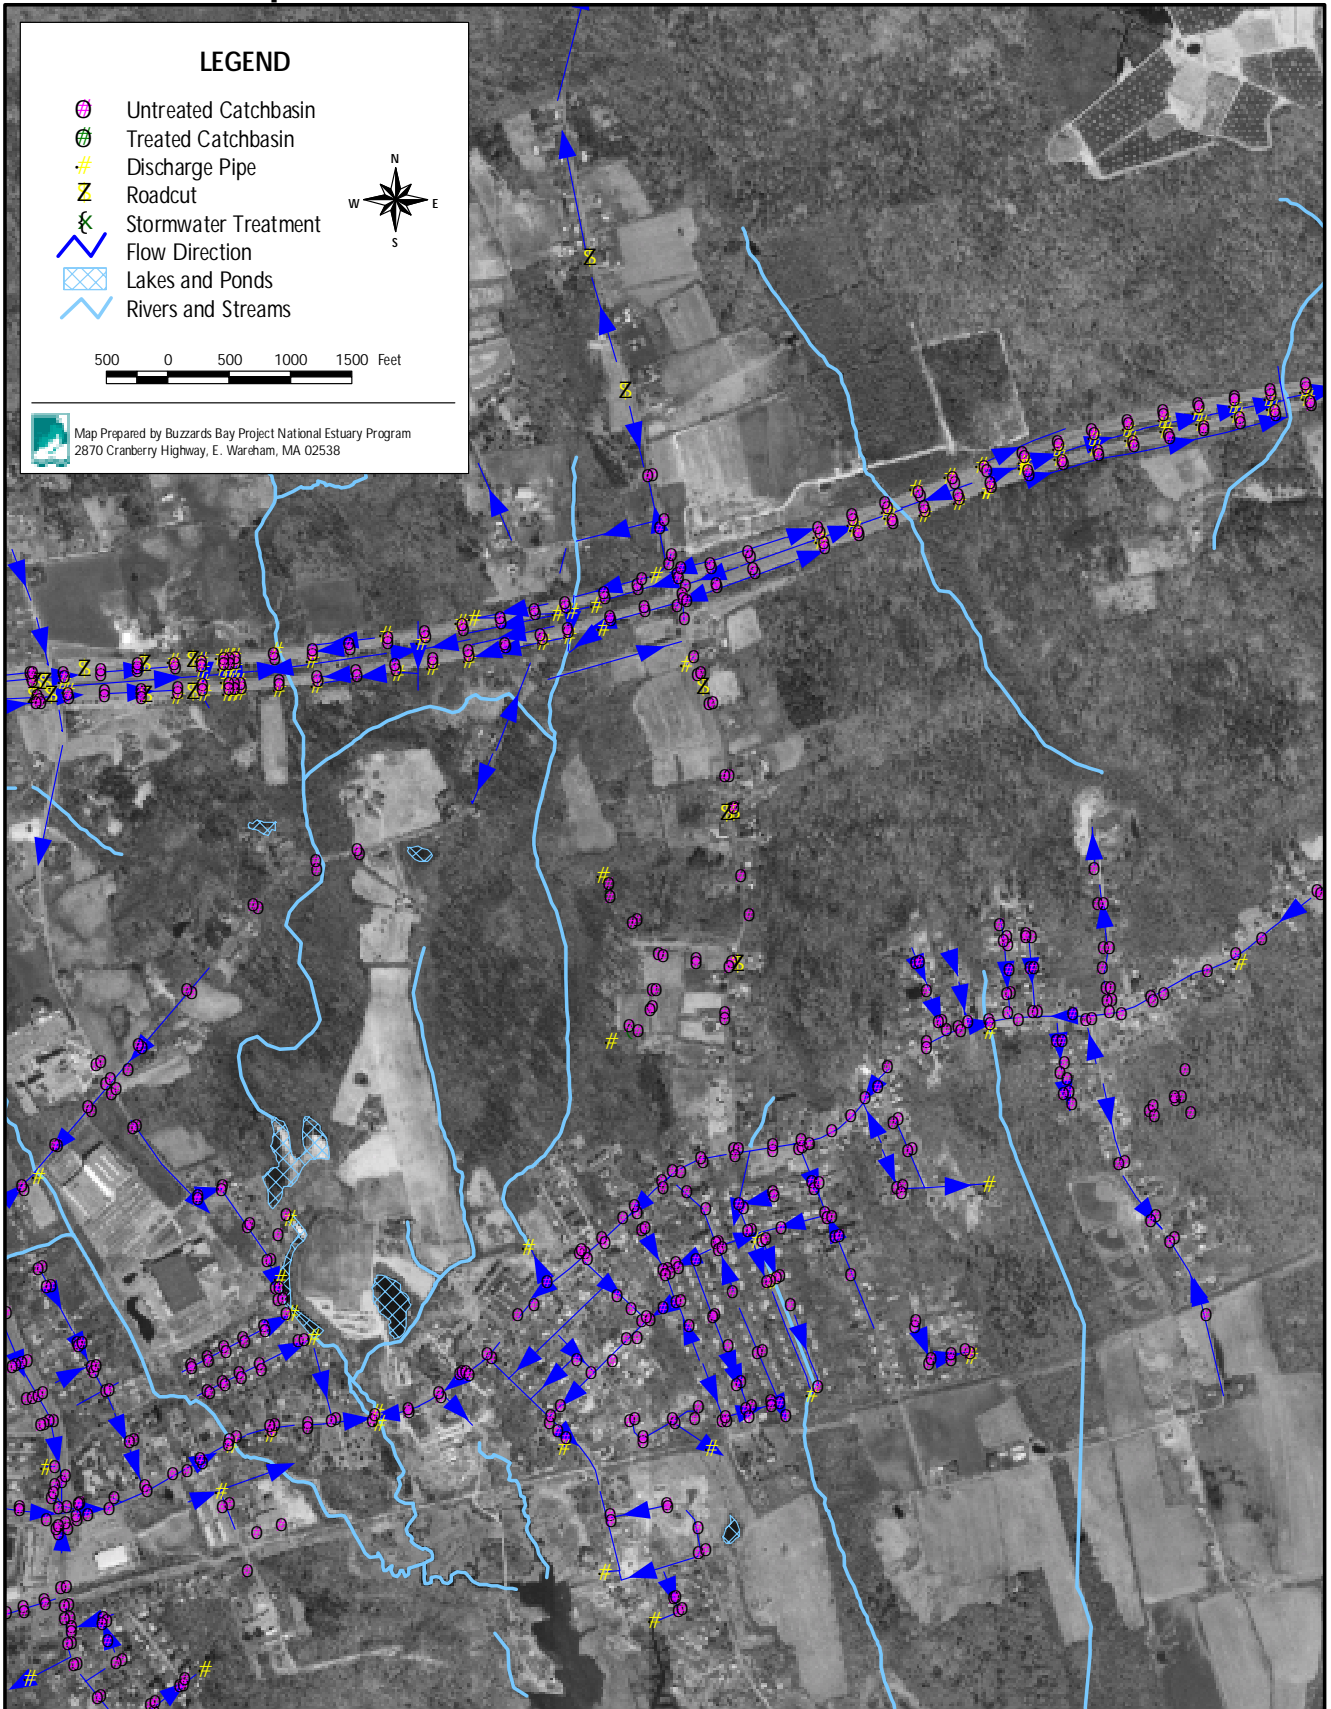 LEGEND
Untreated Catchbasin
Treated Catchbasin
Discharge Pipe
Roadcut
Stormwater Treatment
Flow Direction
Lakes and Ponds
Rivers and Streams
N
W E
S
500 0 500 1000 1500 Feet
Map Prepared by Buzzards Bay Project National Estuary Program
2870 Cranberry Highway, E. Wareham, MA 02538